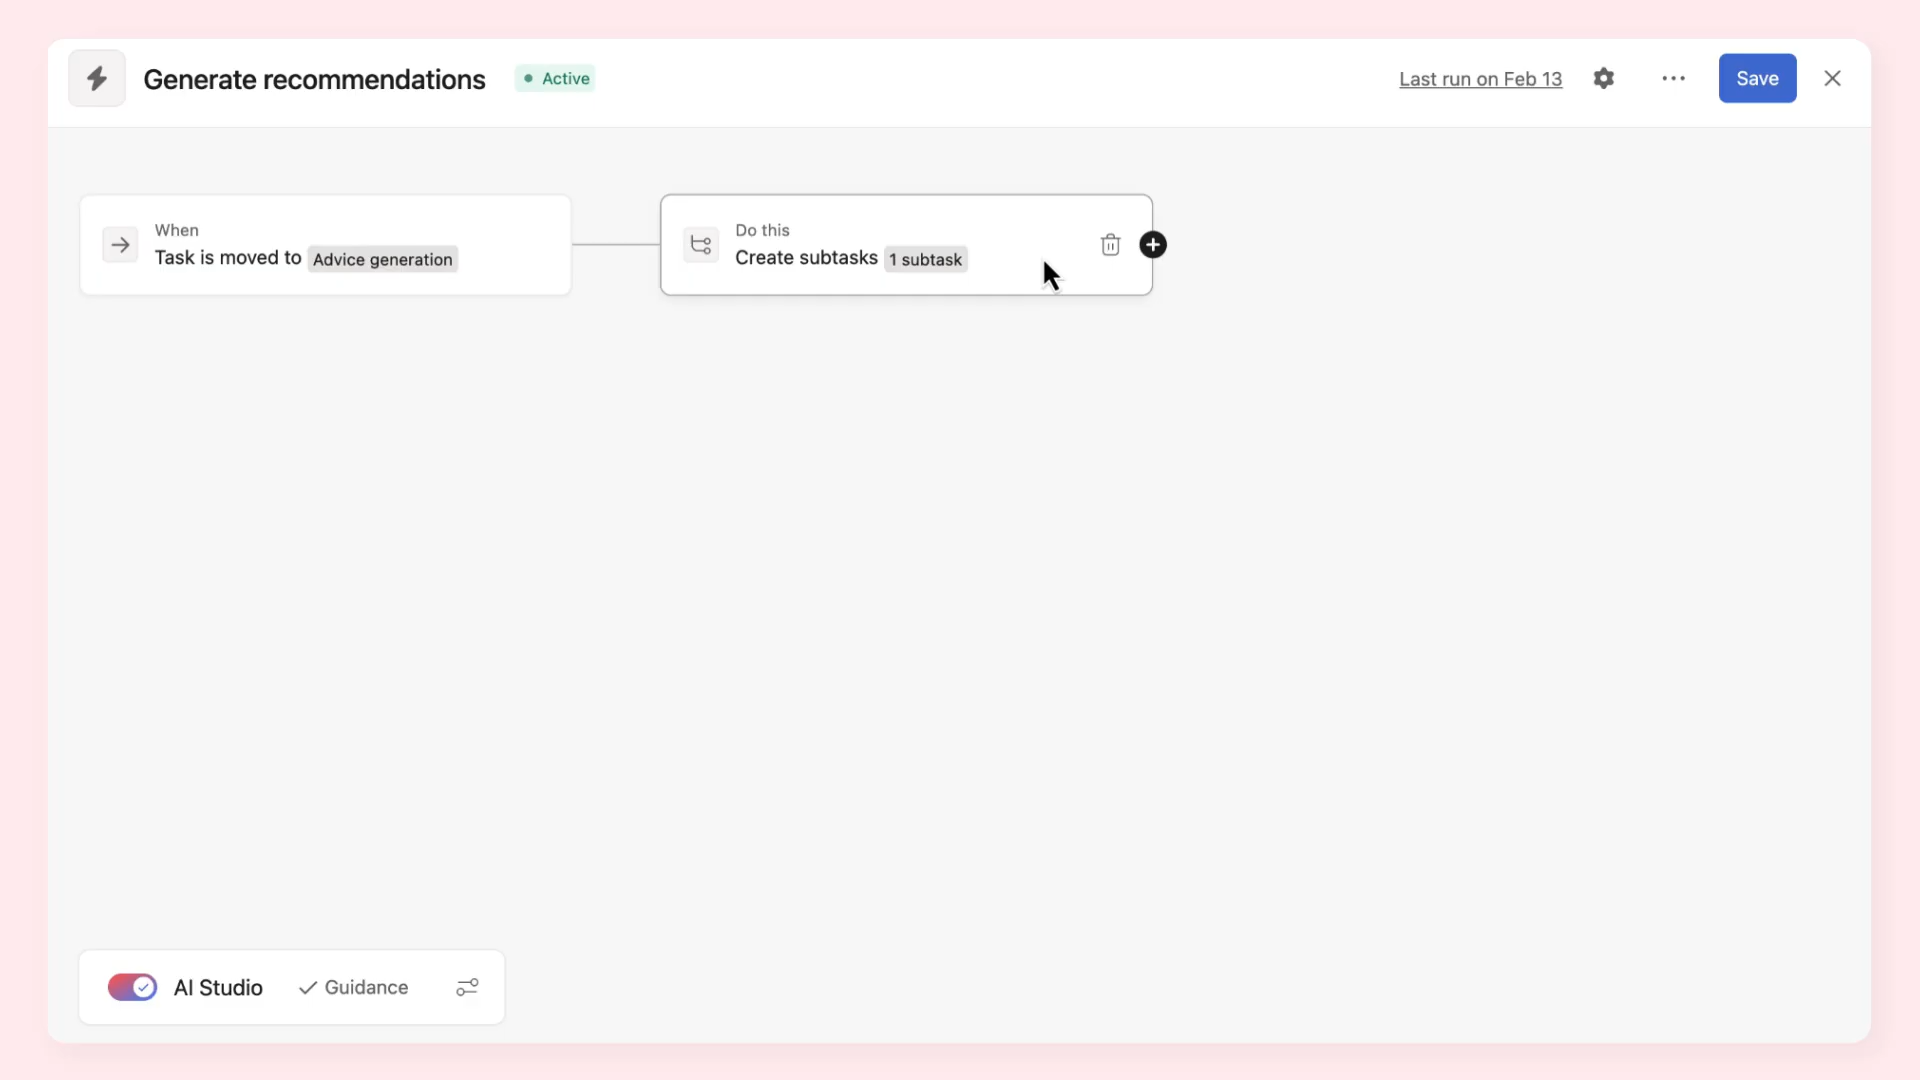 Generate recommendations
Active
Last run on Feb 13
Save
When
Task is moved to Advice generation
Do this
Create subtasks 1 subtask
AI Studio
Guidance